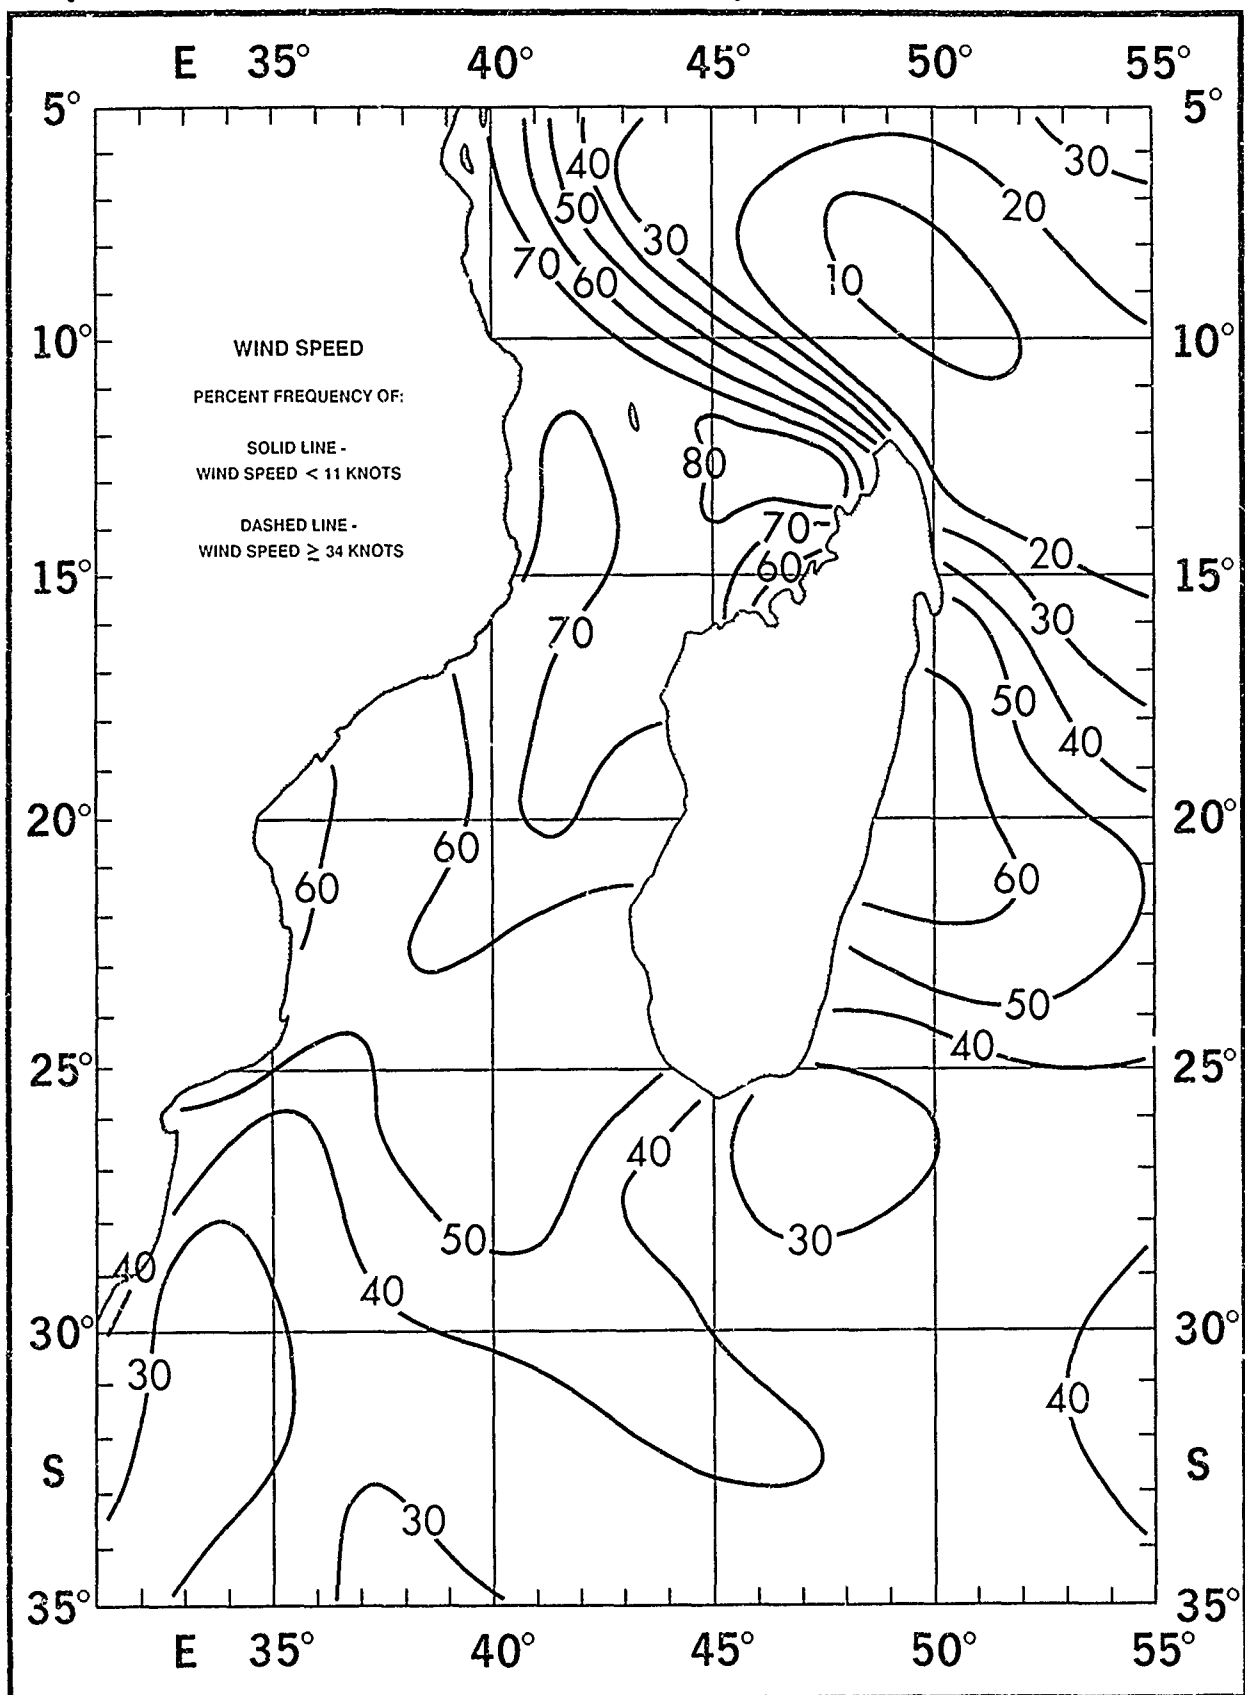 E 35° 40° 45° 50° 55°
5° 5°
40 30
50 20
30
70 60 10
10° 10°
WIND SPEED
PERCENT FREQUENCY OF:
SOLID LINE -
WIND SPEED < 11 KNOTS
80
DASHED LINE -
WIND SPEED ≥ 34 KNOTS
70
60 20
15° 15°
70 30
50
40
20° 20°
60
60 60
50
40
25° 25°
40
50 30
40 40
30° 30°
30 40
S S
30
35° 35°
E 35° 40° 45° 50° 55°